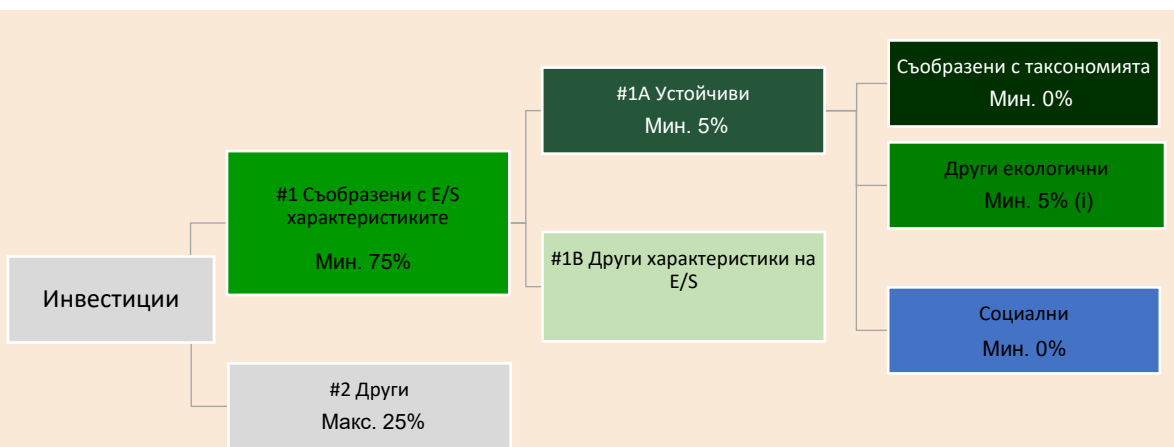 Инвестиции
#1 Съобразени с E/S
характеристиките
Мин. 75%
#2 Други
Макс. 25%
#1A Устойчиви
Мин. 5%
#1B Други характеристики на
E/S
Съобразени с таксономията
Мин. 0%
Други екологични
Мин. 5% (i)
Социални
Мин. 0%